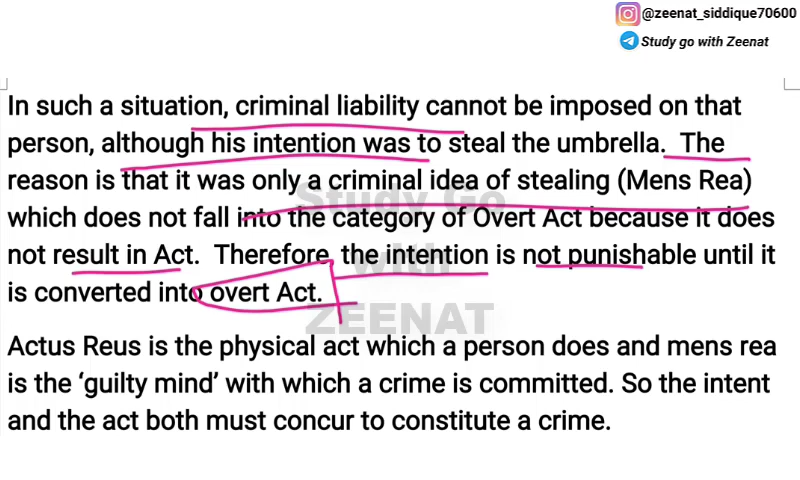 @zeenat_siddique70600
Study go with Zeenat
In such a situation, criminal liability cannot be imposed on that
person, although his intention was to steal the umbrella. The
reason is that it was only a criminal idea of stealing (Mens Rea)
which does not fall into the category of Overt Act because it does
not result in Act. Therefore, the intention is not punishable until it
is converted into overt Act.
Actus Reus is the physical act which a person does and mens rea
is the ‘guilty mind’ with which a crime is committed. So the intent
and the act both must concur to constitute a crime.
Study Go
with
ZEENAT